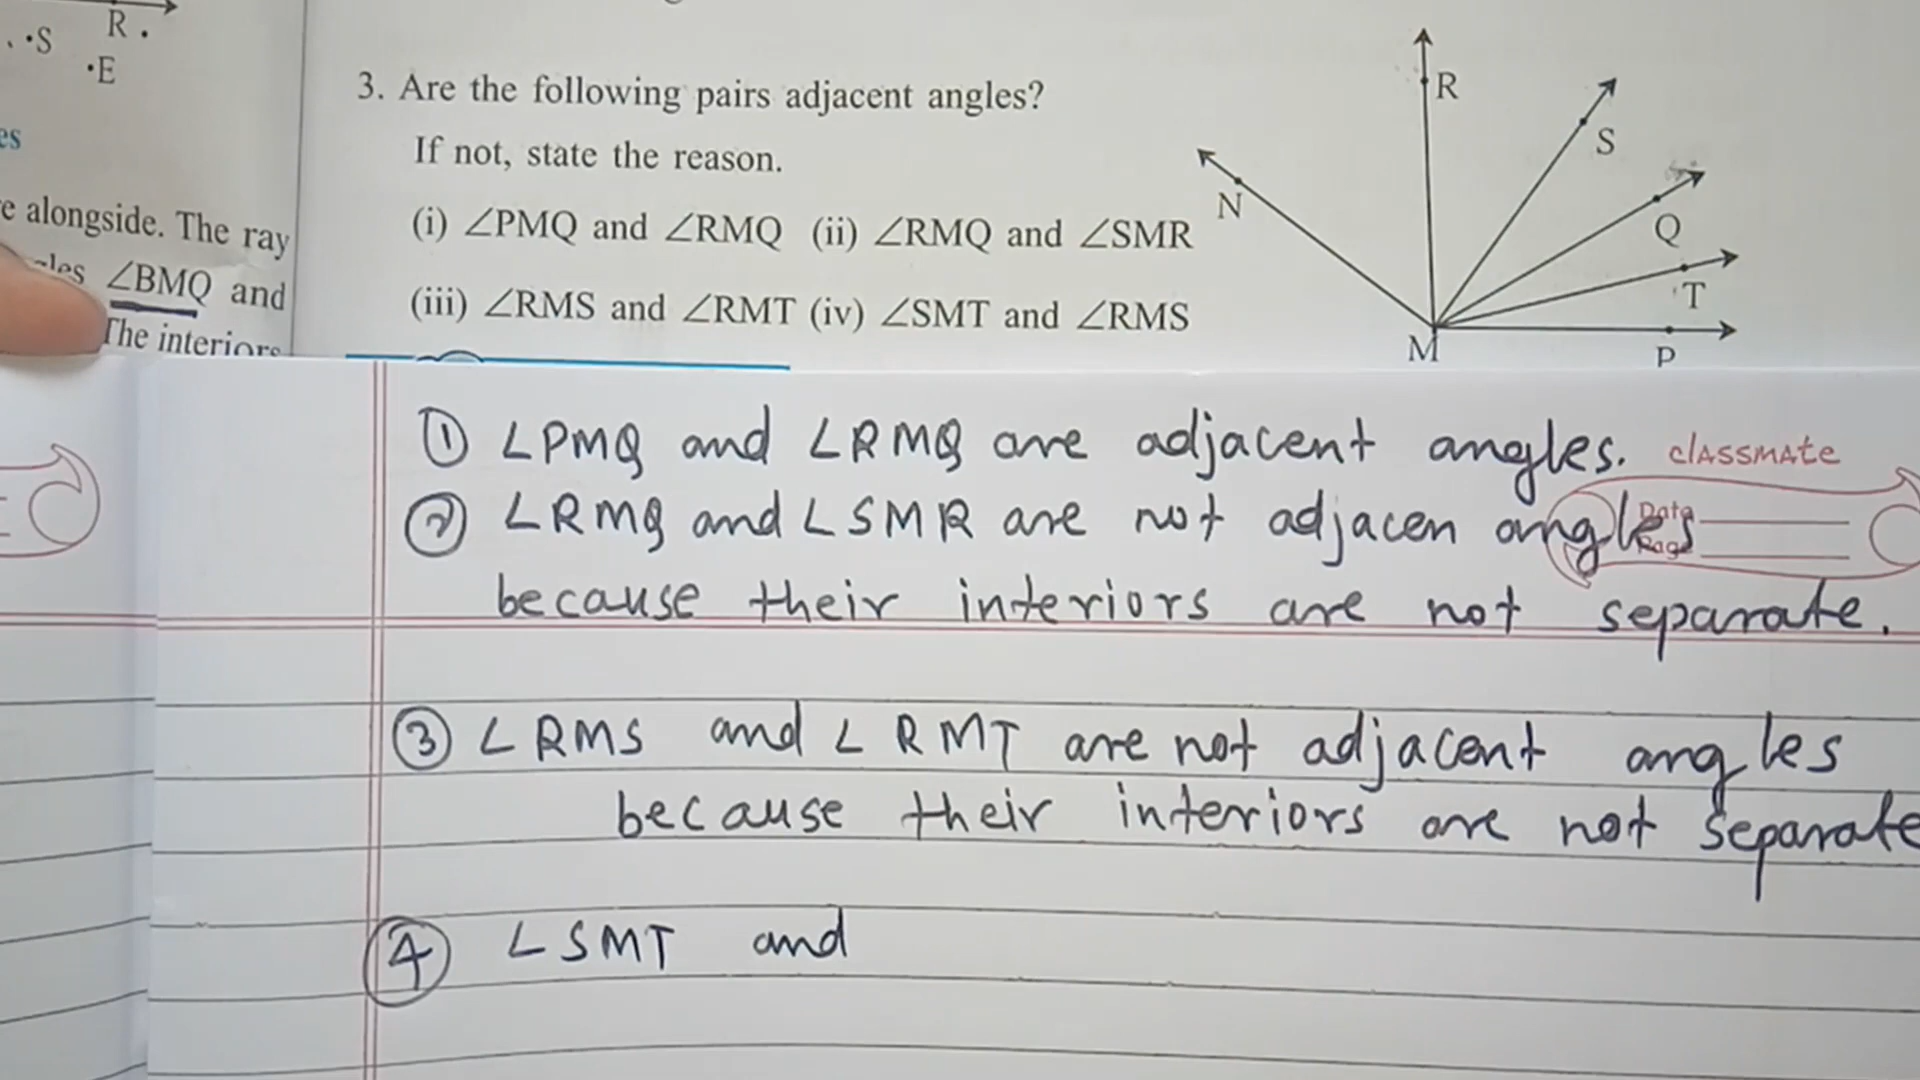 R .
. ·S
·E
es
e alongside. The ray
∠BMQ and
The interiors
3. Are the following pairs adjacent angles?
If not, state the reason.
(i) ∠PMQ and ∠RMQ (ii) ∠RMQ and ∠SMR
(iii) ∠RMS and ∠RMT (iv) ∠SMT and ∠RMS
R
S
N
Q
T
M
P
① ∠PMQ and ∠RMQ are adjacent angles.
classmate
Date
Page
② ∠RMQ and ∠SMR are not adjacen angles
because their interiors are not separate.
③ ∠RMS and ∠RMT are not adjacent angles
because their interiors are not separate
④ ∠SMT and